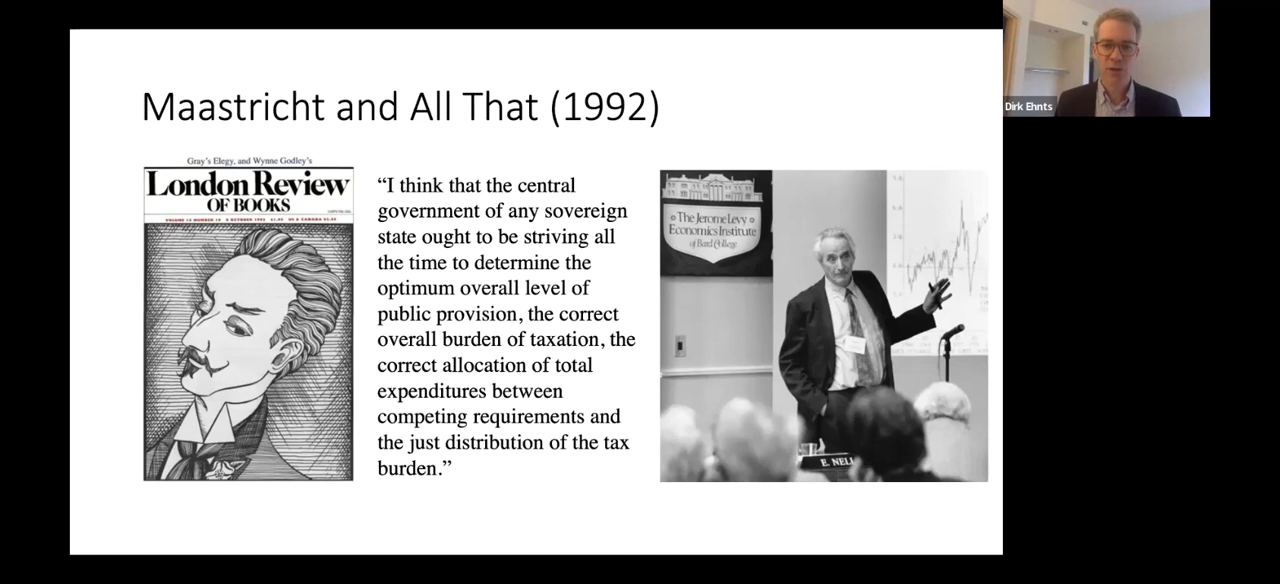 Maastricht and All That (1992)
Gray's Elegy, and Wynne Godley's
London Review
OF BOOKS
“I think that the central
government of any sovereign
state ought to be striving all
the time to determine the
optimum overall level of
public provision, the correct
overall burden of taxation, the
correct allocation of total
expenditures between
competing requirements and
the just distribution of the tax
burden.”
The Jerome Levy
Economics Institute
of Bard College
E. NELL
Dirk Ehnts